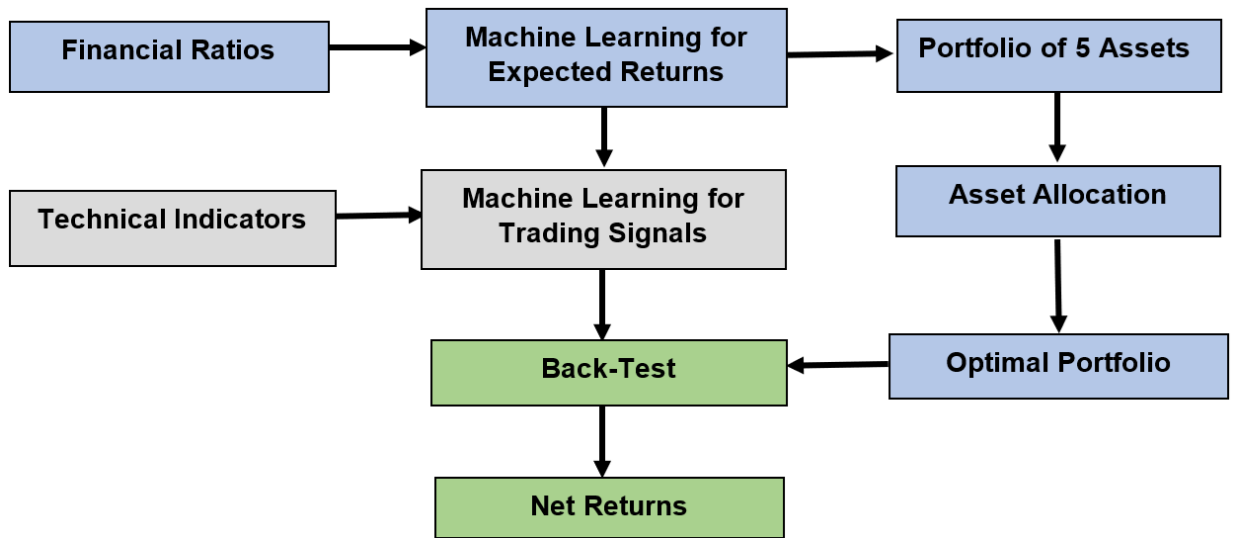 Financial Ratios
Machine Learning for
Expected Returns
Portfolio of 5 Assets
Technical Indicators
Machine Learning for
Trading Signals
Asset Allocation
Back-Test
Optimal Portfolio
Net Returns